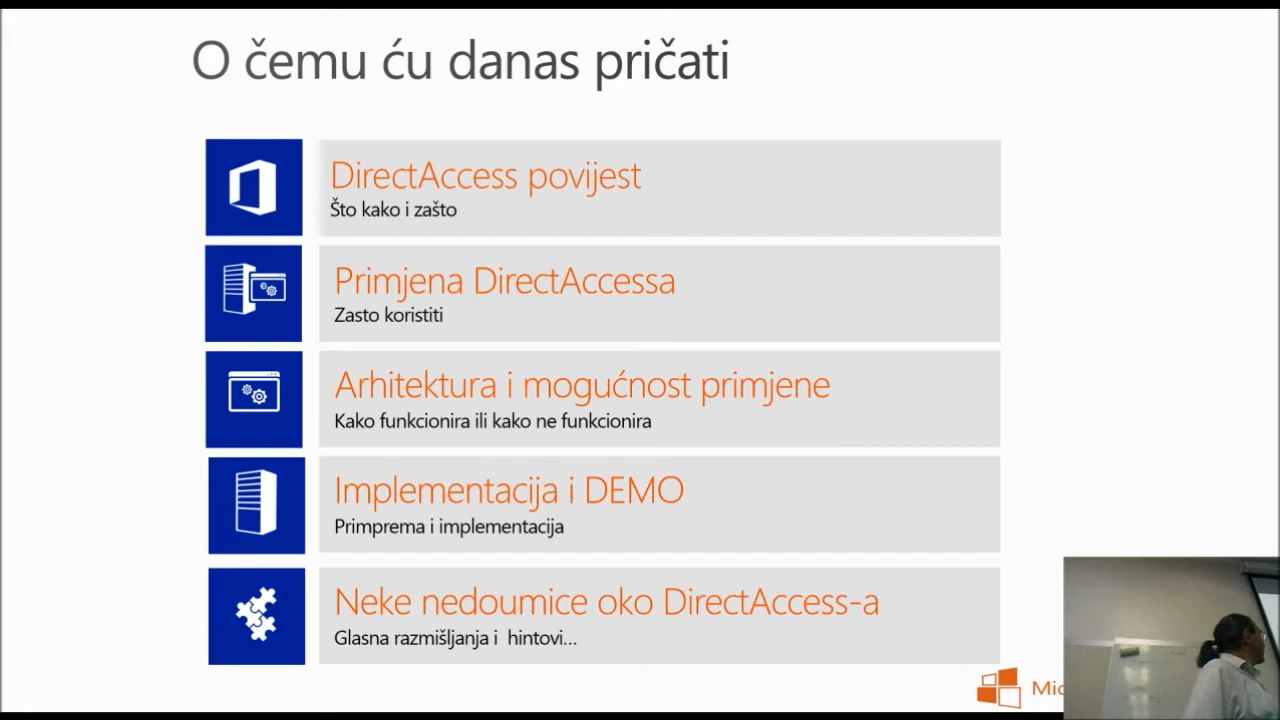 O čemu ću danas pričati
DirectAccess povijest
Što kako i zašto
Primjena DirectAccessa
Zasto koristiti
Arhitektura i mogućnost primjene
Kako funkcionira ili kako ne funkcionira
Implementacija i DEMO
Primprema i implementacija
Neke nedoumice oko DirectAccess-a
Glasna razmišljanja i hintovi...